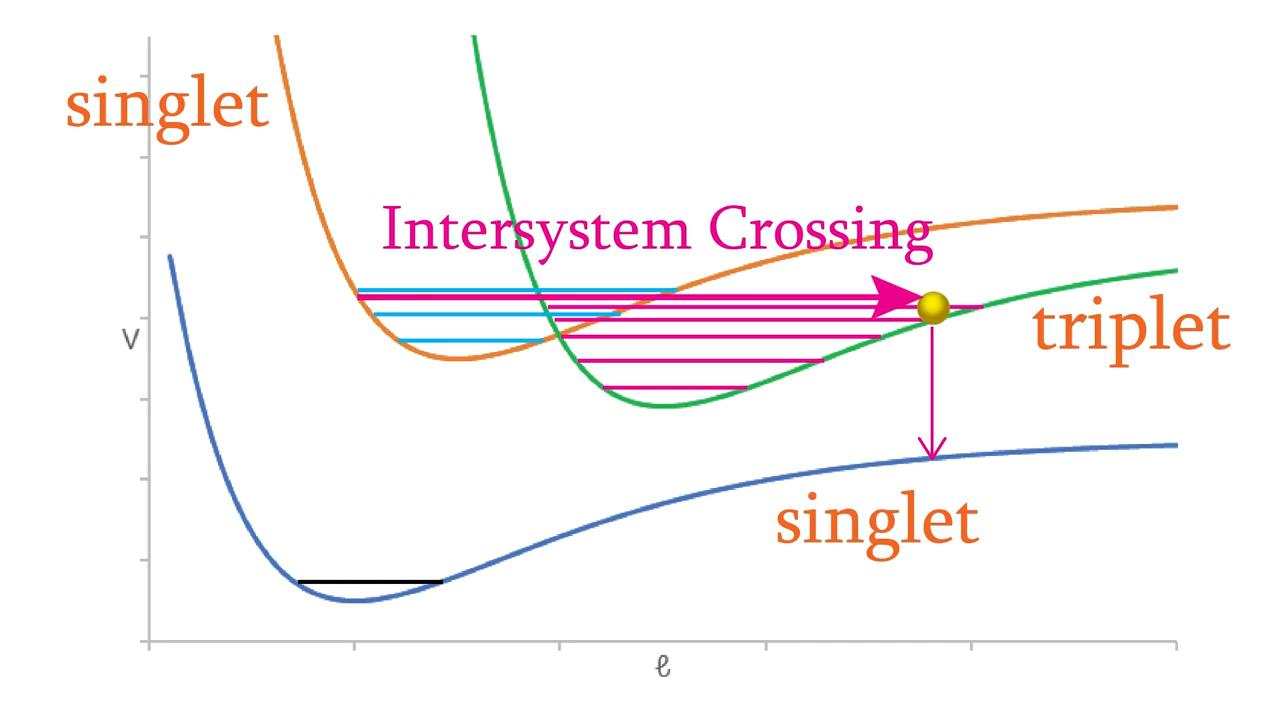 singlet
Intersystem Crossing
triplet
V
singlet
ℓ